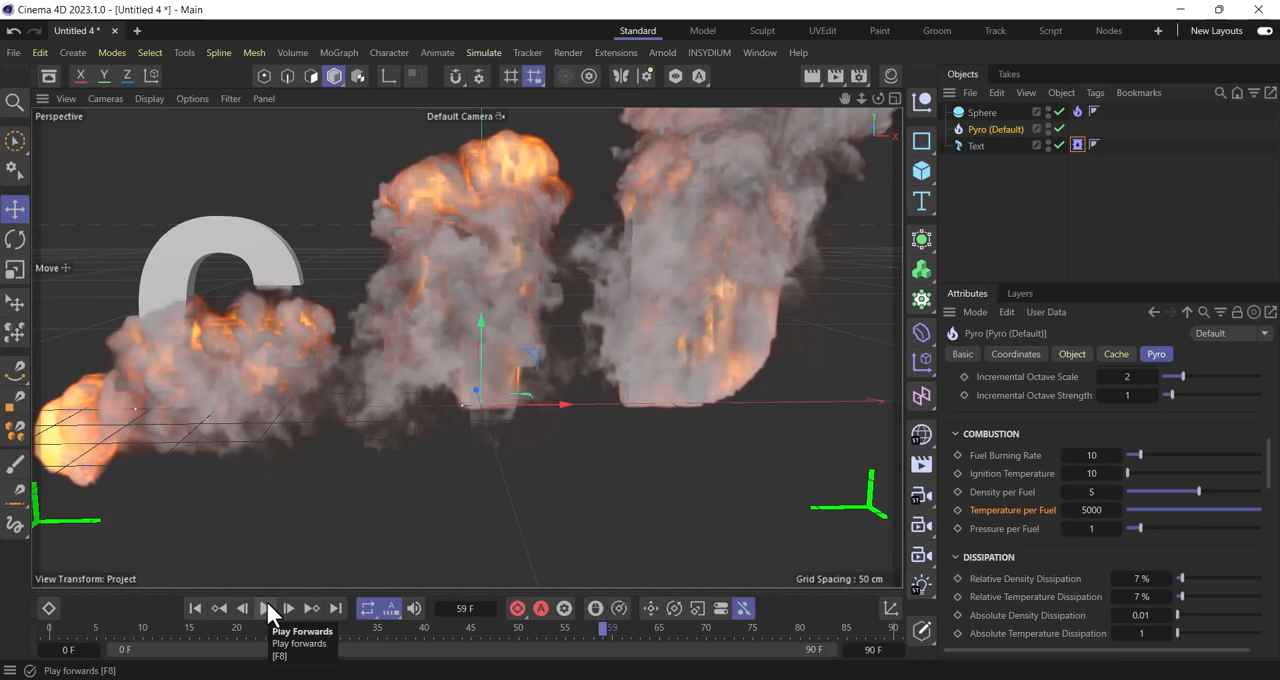 Cinema 4D 2023.1.0 - [Untitled 4 *] - Main
Untitled 4 *
Standard Model Sculpt UVEdit Paint Groom Track Script Nodes New Layouts
File Edit Create Modes Select Tools Spline Mesh Volume MoGraph Character Animate Simulate Tracker Render Extensions Arnold INSYDIUM Window Help
X Y Z
Objects Takes
View Cameras Display Options Filter Panel
File Edit View Object Tags Bookmarks
Perspective
Default Camera
Y
X
Sphere
Pyro (Default)
Text
Move
Attributes Layers
Mode Edit User Data
Pyro [Pyro (Default)]
Default
Basic Coordinates Object Cache Pyro
Incremental Octave Scale 2
Incremental Octave Strength 1
COMBUSTION
Fuel Burning Rate 10
Ignition Temperature 10
Density per Fuel 5
Temperature per Fuel 5000
Pressure per Fuel 1
DISSIPATION
Relative Density Dissipation 7 %
Relative Temperature Dissipation 7 %
Absolute Density Dissipation 0.01
Absolute Temperature Dissipation 1
View Transform: Project
Grid Spacing : 50 cm
59 F
0 5 10 15 20 35 40 45 50 55 59 65 70 75 80 85 90
0 F 0 F 90 F 90 F
Play Forwards
Play forwards
[F8]
Play forwards [F8]